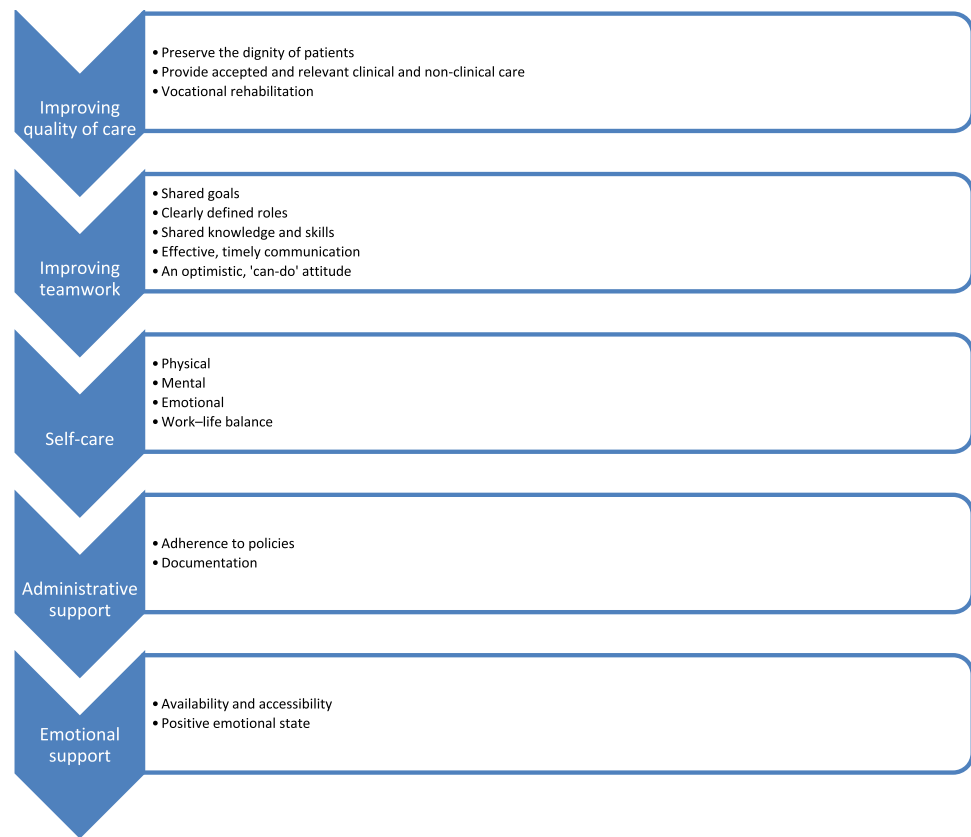 Improving
quality of care
• Preserve the dignity of patients
• Provide accepted and relevant clinical and non-clinical care
• Vocational rehabilitation
Improving
teamwork
• Shared goals
• Clearly defined roles
• Shared knowledge and skills
• Effective, timely communication
• An optimistic, 'can-do' attitude
Self-care
• Physical
• Mental
• Emotional
• Work–life balance
Administrative
support
• Adherence to policies
• Documentation
Emotional
support
• Availability and accessibility
• Positive emotional state